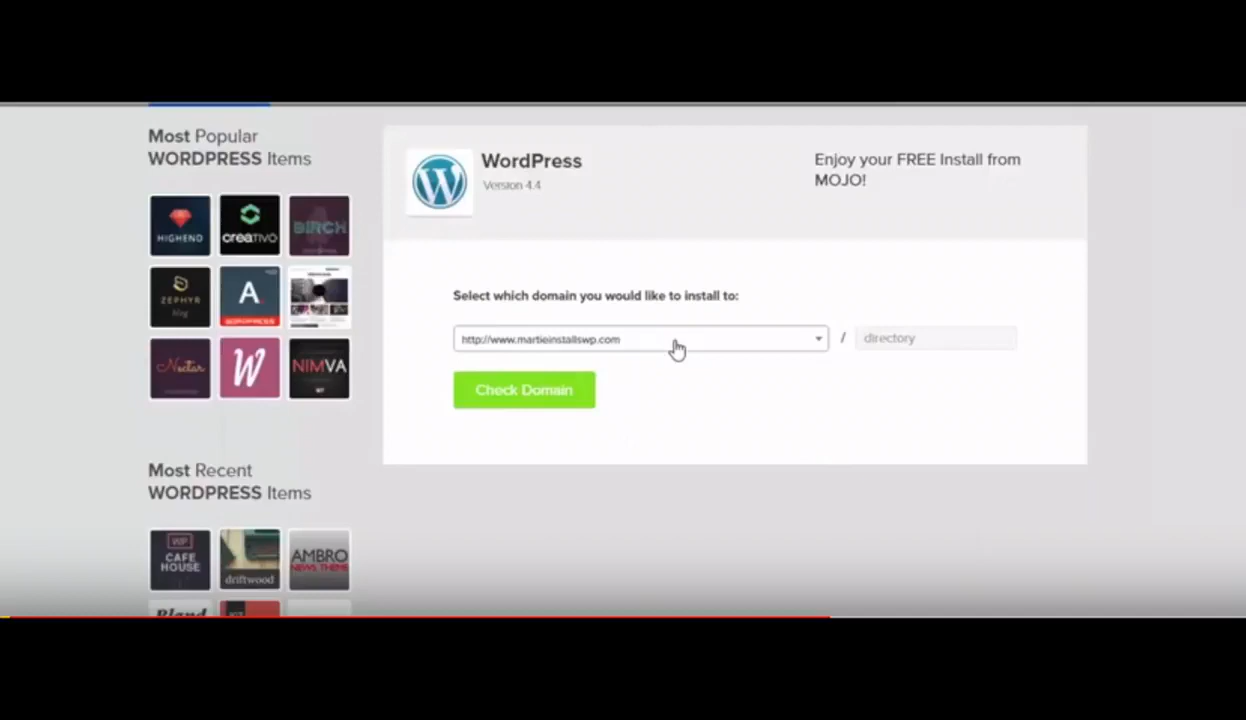 Most Popular
WORDPRESS Items
HIGHEND
creativo
BIRCH
ZEPHYR
blog
A
WORDPRESS
Nectar
W
NIMVA
Most Recent
WORDPRESS Items
WP
CAFE
HOUSE
driftwood
AMBRO
NEWS THEME
Bland
WordPress
Version 4.4
Enjoy your FREE Install from
MOJO!
Select which domain you would like to install to:
http://www.martieinstallswp.com
/
directory
Check Domain